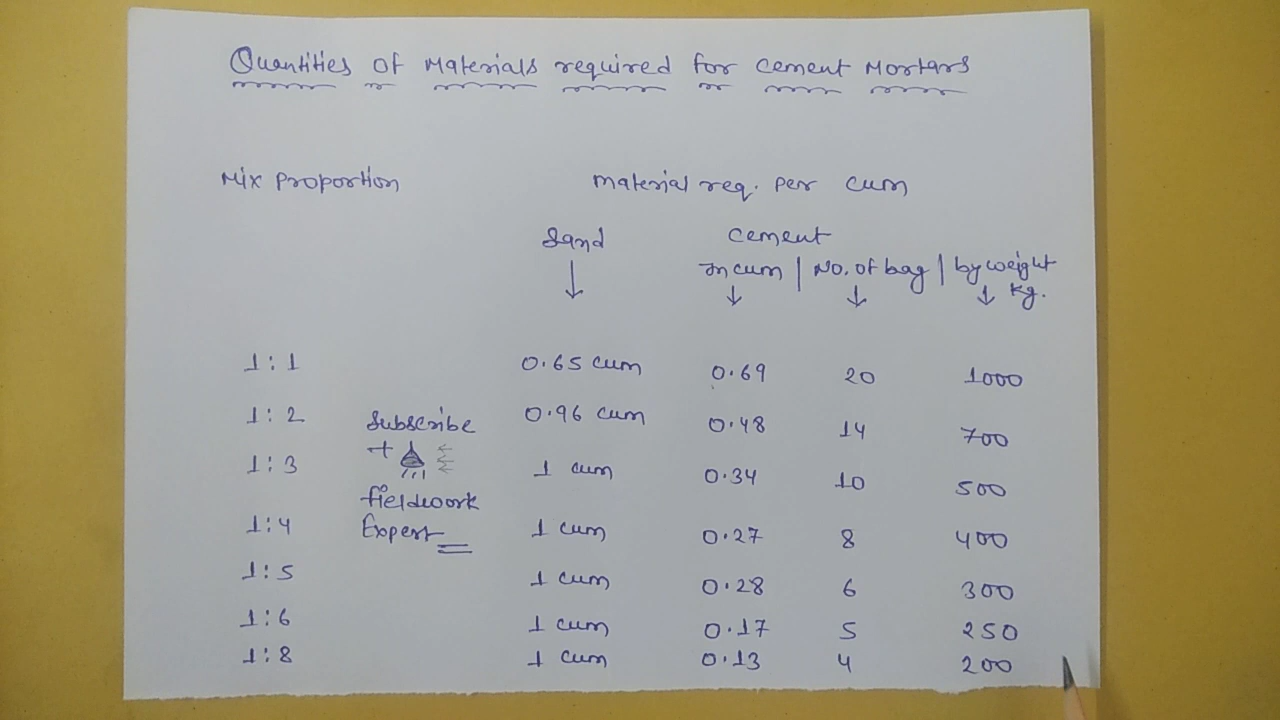 Quantities of Materials required for cement Mortars
Mix Proportion Material req. per cum
Sand cement
In cum | No. of bag | by weight
kg.
1:1 0.65 cum 0.69 20 1000
1:2 0.96 cum 0.48 14 700
Subscribe
+
1:3 1 cum 0.34 10 500
fieldwork
Expert
1:4 1 cum 0.27 8 400
1:5 1 cum 0.28 6 300
1:6 1 cum 0.17 5 250
1:8 1 cum 0.13 4 200